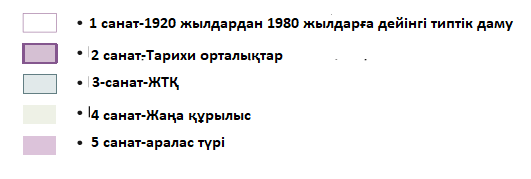 • 1 санат-1920 жылдардан 1980 жылдарға дейінгі типтік даму
• 2 санат-Тарихи орталықтар
• 3-санат-ЖТҚ
• 4 санат-Жаңа құрылыс
• 5 санат-аралас түрі